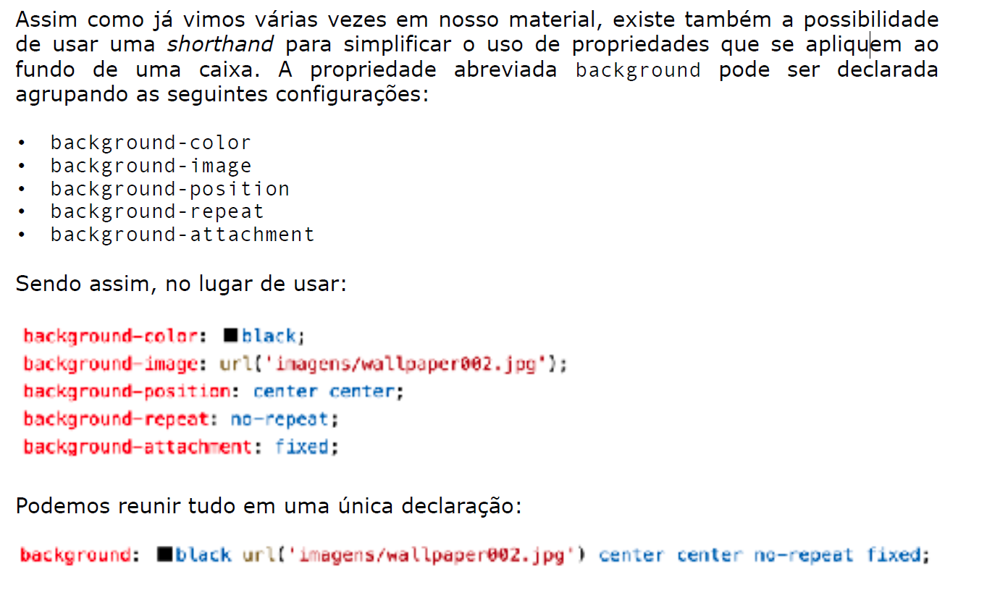 Assim como já vimos várias vezes em nosso material, existe também a possibilidade
de usar uma shorthand para simplificar o uso de propriedades que se apliquem ao
fundo de uma caixa. A propriedade abreviada background pode ser declarada
agrupando as seguintes configurações:
• background-color
• background-image
• background-position
• background-repeat
• background-attachment
Sendo assim, no lugar de usar:
background-color: black;
background-image: url('imagens/wallpaper002.jpg');
background-position: center center;
background-repeat: no-repeat;
background-attachment: fixed;
Podemos reunir tudo em uma única declaração:
background: black url('imagens/wallpaper002.jpg') center center no-repeat fixed;